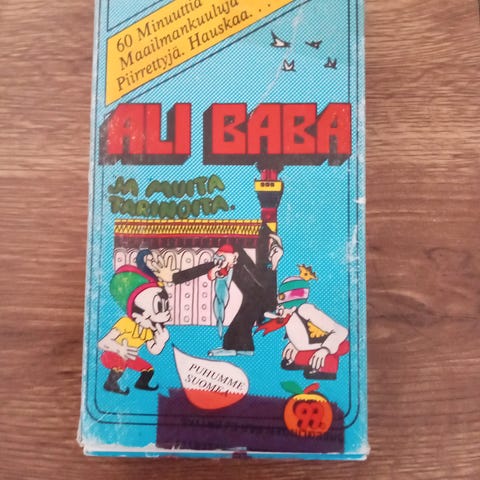 60 Minuuttia
Maailmankuuluja
Piirrettyjä. Hauskaa. . .
ALI BABA
JA MUITA
TARINOITA.
PUHUMME
SUOMEA